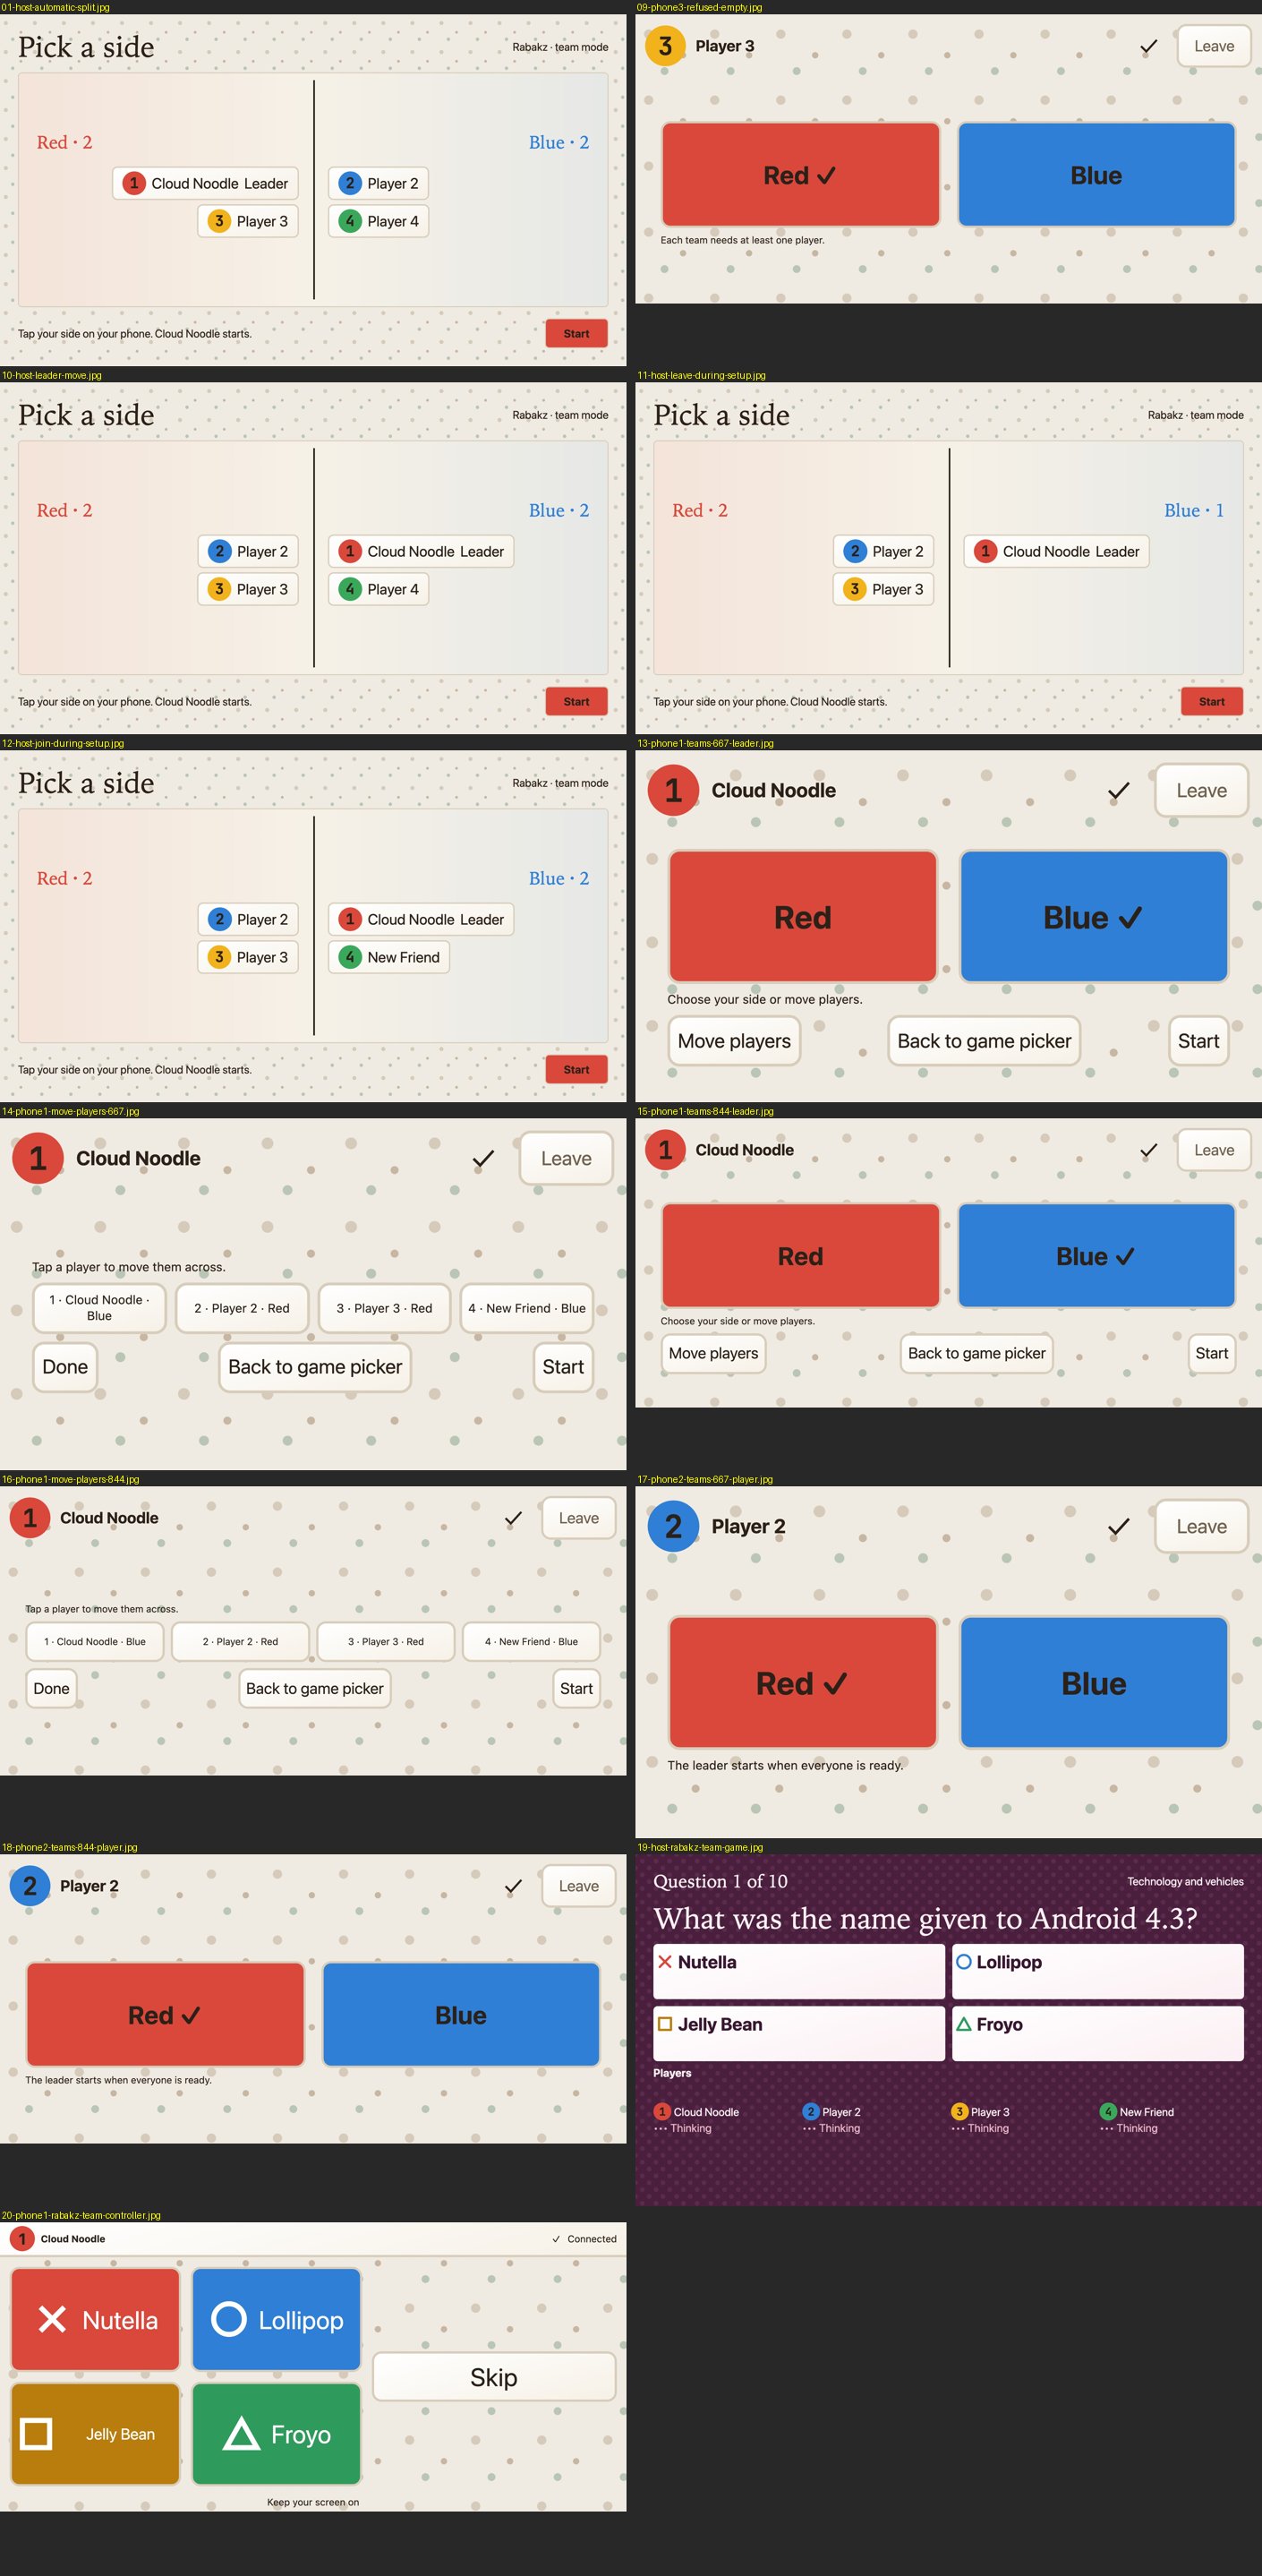 01-host-automatic-split.jpg
Pick a side
Rabakz · team mode
Red · 2
Blue · 2
1 Cloud Noodle Leader
2 Player 2
3 Player 3
4 Player 4
Tap your side on your phone. Cloud Noodle starts.
Start
09-phone3-refused-empty.jpg
3 Player 3
✓ Leave
Red ✓
Blue
Each team needs at least one player.
10-host-leader-move.jpg
Pick a side
Rabakz · team mode
Red · 2
Blue · 2
2 Player 2
1 Cloud Noodle Leader
3 Player 3
4 Player 4
Tap your side on your phone. Cloud Noodle starts.
Start
11-host-leave-during-setup.jpg
Pick a side
Rabakz · team mode
Red · 2
Blue · 1
2 Player 2
1 Cloud Noodle Leader
3 Player 3
Tap your side on your phone. Cloud Noodle starts.
Start
12-host-join-during-setup.jpg
Pick a side
Rabakz · team mode
Red · 2
Blue · 2
2 Player 2
1 Cloud Noodle Leader
3 Player 3
4 New Friend
Tap your side on your phone. Cloud Noodle starts.
Start
13-phone1-teams-667-leader.jpg
1 Cloud Noodle
✓ Leave
Red
Blue ✓
Choose your side or move players.
Move players
Back to game picker
Start
14-phone1-move-players-667.jpg
1 Cloud Noodle
✓ Leave
Tap a player to move them across.
1 · Cloud Noodle ·
Blue
2 · Player 2 · Red
3 · Player 3 · Red
4 · New Friend · Blue
Done
Back to game picker
Start
15-phone1-teams-844-leader.jpg
1 Cloud Noodle
✓ Leave
Red
Blue ✓
Choose your side or move players.
Move players
Back to game picker
Start
16-phone1-move-players-844.jpg
1 Cloud Noodle
✓ Leave
Tap a player to move them across.
1 · Cloud Noodle · Blue
2 · Player 2 · Red
3 · Player 3 · Red
4 · New Friend · Blue
Done
Back to game picker
Start
17-phone2-teams-667-player.jpg
2 Player 2
✓ Leave
Red ✓
Blue
The leader starts when everyone is ready.
18-phone2-teams-844-player.jpg
2 Player 2
✓ Leave
Red ✓
Blue
The leader starts when everyone is ready.
19-host-rabakz-team-game.jpg
Question 1 of 10
Technology and vehicles
What was the name given to Android 4.3?
Nutella
Lollipop
Jelly Bean
Froyo
Players
1 Cloud Noodle
2 Player 2
3 Player 3
4 New Friend
··· Thinking
··· Thinking
··· Thinking
··· Thinking
20-phone1-rabakz-team-controller.jpg
1 Cloud Noodle
✓ Connected
Nutella
Lollipop
Skip
Jelly Bean
Froyo
Keep your screen on